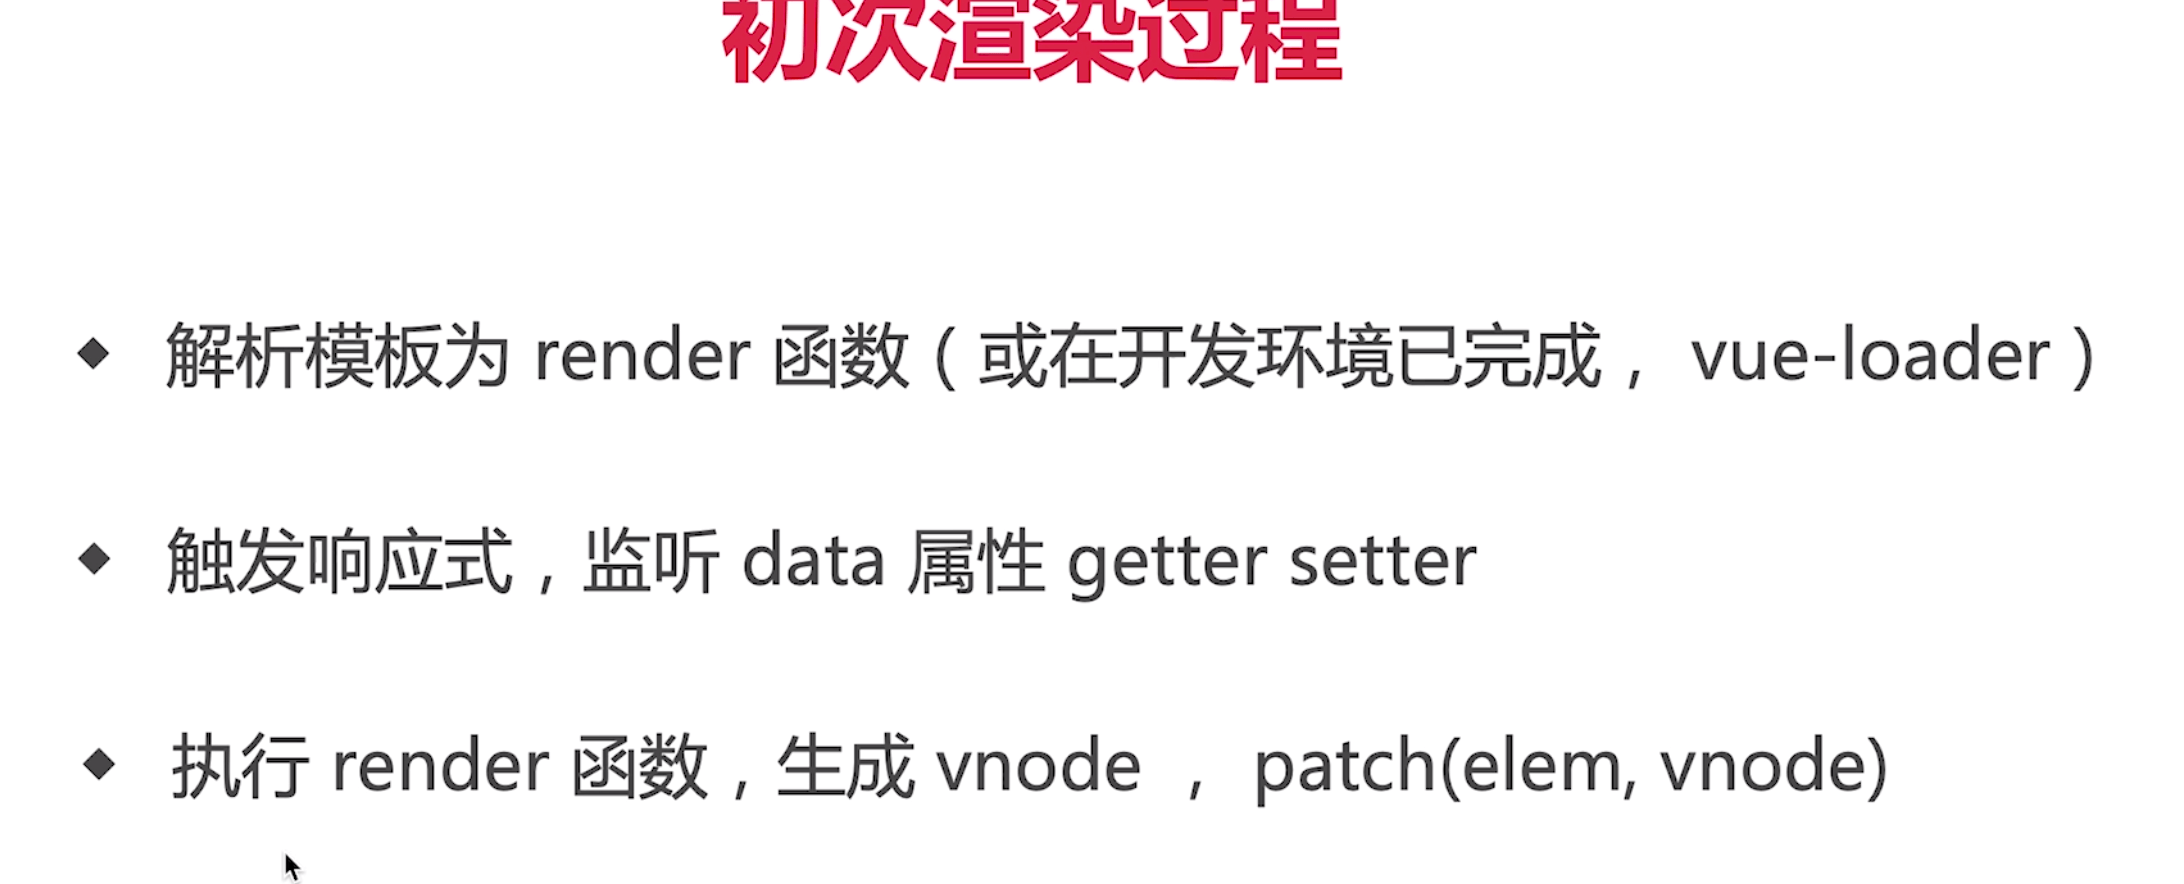 初次渲染过程
解析模板为 render 函数（或在开发环境已完成， vue-loader）
触发响应式，监听 data 属性 getter setter
执行 render 函数，生成 vnode ， patch(elem, vnode)